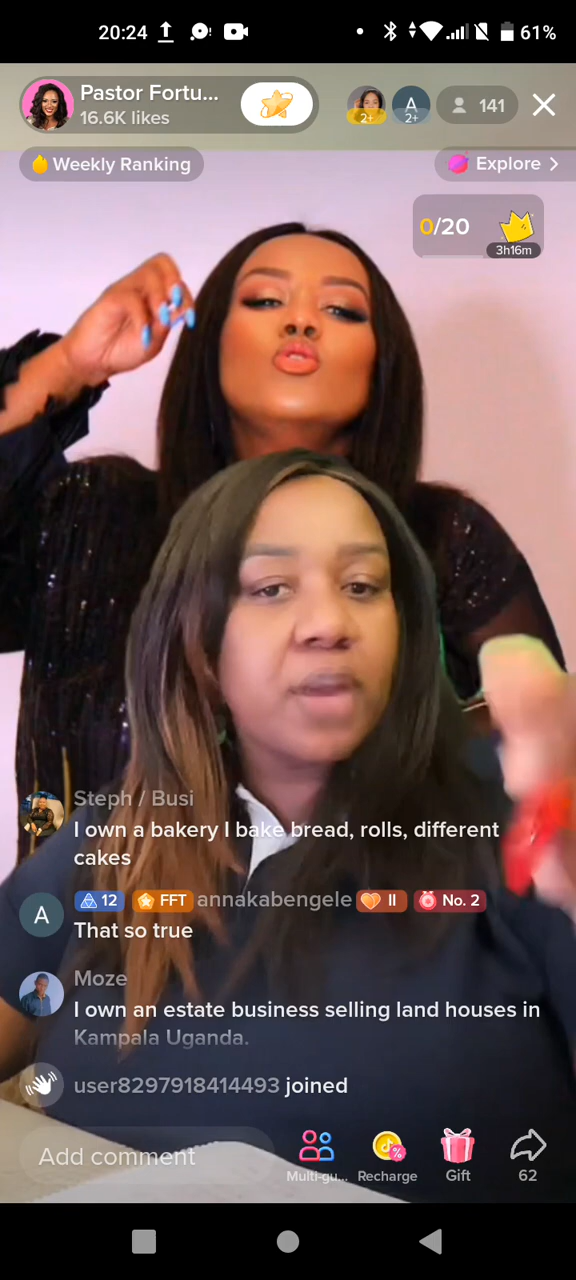 20:24
61%
Pastor Fortu...
16.6K likes
2+
A
2+
141
Weekly Ranking
Explore
0/20
3h16m
Steph / Busi
I own a bakery I bake bread, rolls, different
cakes
A
12 FFT annakabengele II No. 2
That so true
Moze
I own an estate business selling land houses in
Kampala Uganda.
user8297918414493 joined
Add comment
Multi-gu...
Recharge
Gift
62